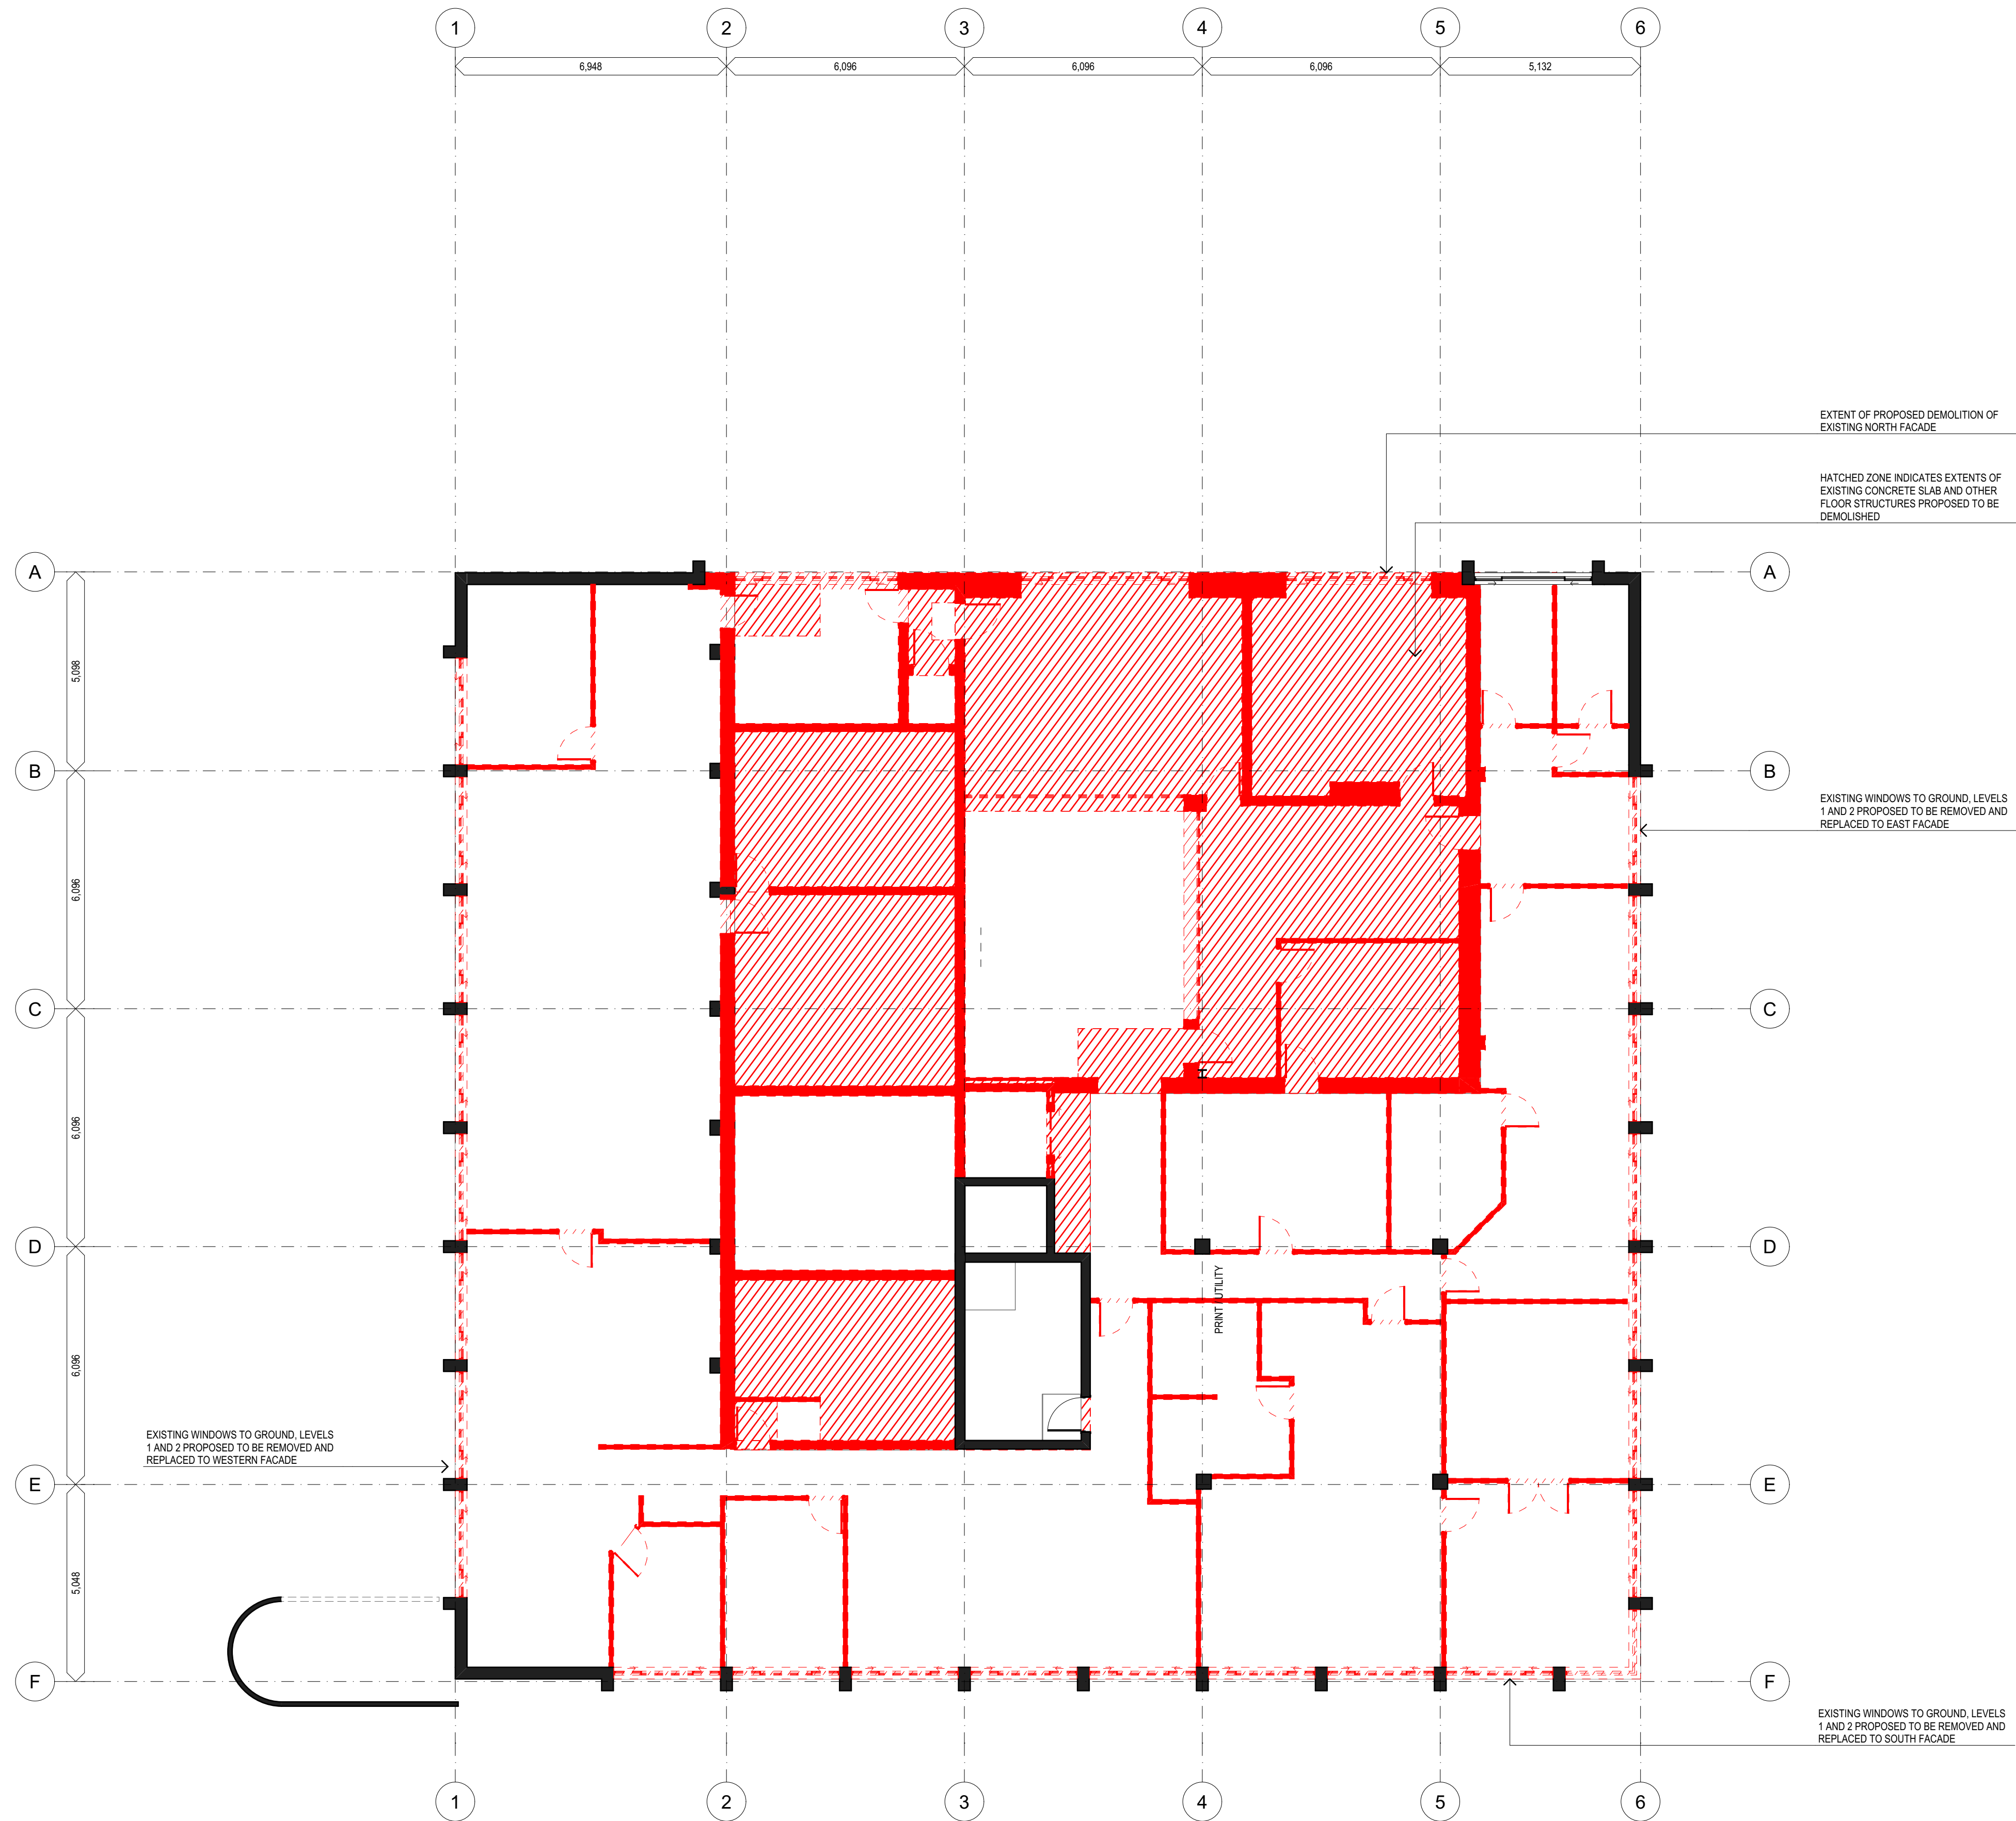 1
2
3
4
5
6
6,948
6,096
6,096
6,096
5,132
EXTENT OF PROPOSED DEMOLITION OF
EXISTING NORTH FACADE
HATCHED ZONE INDICATES EXTENTS OF
EXISTING CONCRETE SLAB AND OTHER
FLOOR STRUCTURES PROPOSED TO BE
DEMOLISHED
A
A
5,098
B
B
EXISTING WINDOWS TO GROUND, LEVELS
1 AND 2 PROPOSED TO BE REMOVED AND
REPLACED TO EAST FACADE
6,096
C
C
6,096
D
D
PRINT / UTILITY
6,096
EXISTING WINDOWS TO GROUND, LEVELS
1 AND 2 PROPOSED TO BE REMOVED AND
REPLACED TO WESTERN FACADE
E
E
5,048
F
F
EXISTING WINDOWS TO GROUND, LEVELS
1 AND 2 PROPOSED TO BE REMOVED AND
REPLACED TO SOUTH FACADE
1
2
3
4
5
6